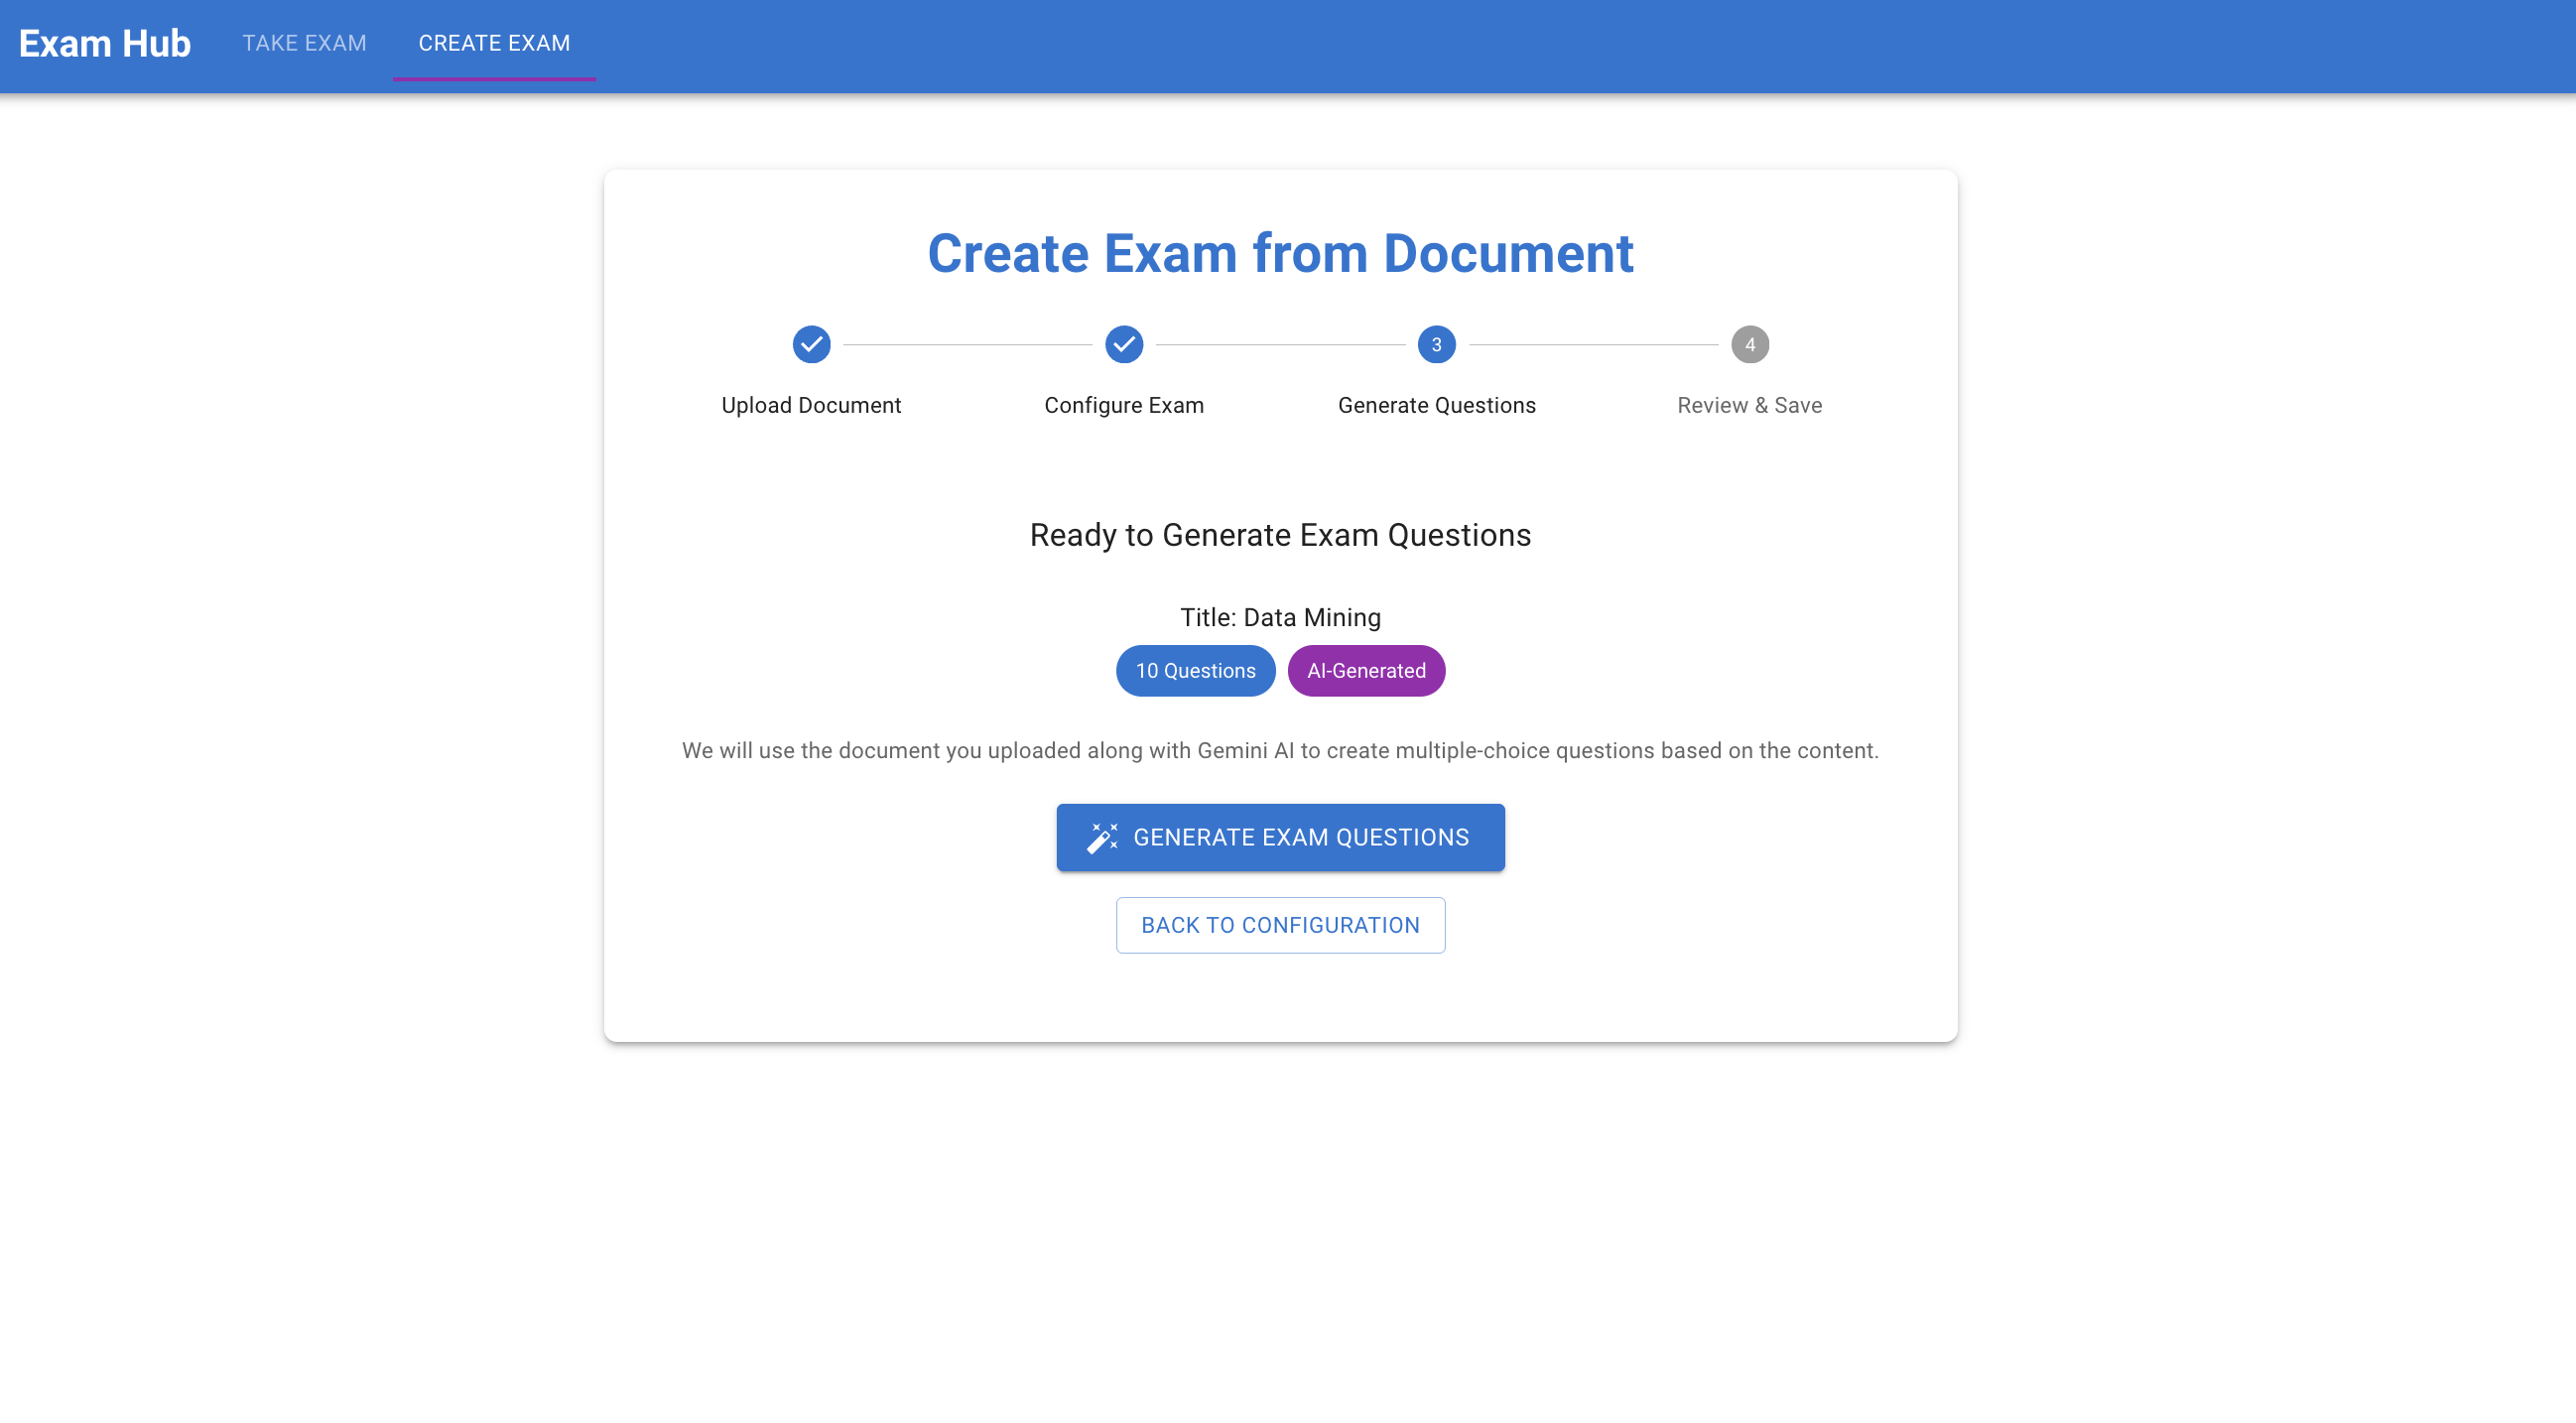 Exam Hub
TAKE EXAM
CREATE EXAM
Create Exam from Document
3
4
Upload Document
Configure Exam
Generate Questions
Review & Save
Ready to Generate Exam Questions
Title: Data Mining
10 Questions
AI-Generated
We will use the document you uploaded along with Gemini AI to create multiple-choice questions based on the content.
GENERATE EXAM QUESTIONS
BACK TO CONFIGURATION